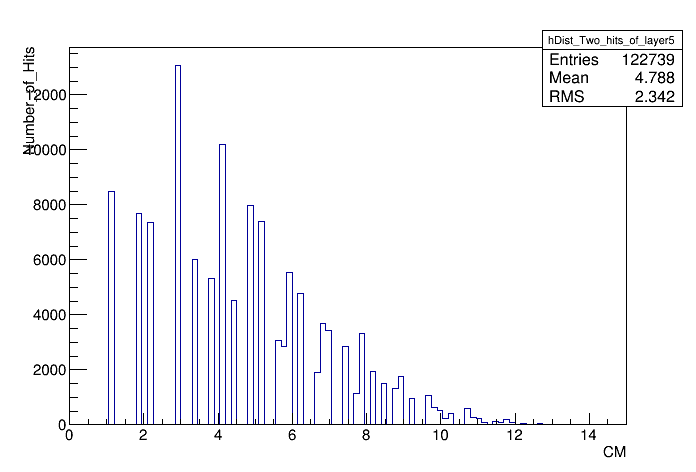 hDist_Two_hits_of_layer5
Entries 122739
Mean 4.788
RMS 2.342
Number_of_Hits
12000
10000
8000
6000
4000
2000
0
0 2 4 6 8 10 12 14
CM